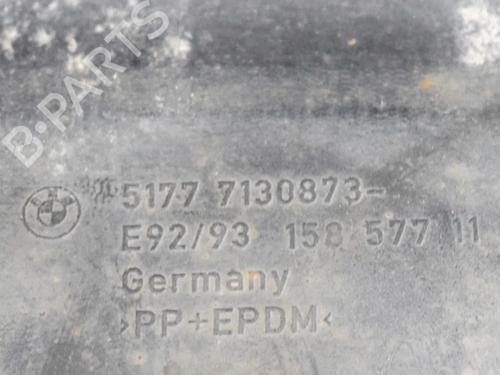 B-PARTS
5177 7130873-
E92/93 158 577 11
Germany
>PP+EPDM<